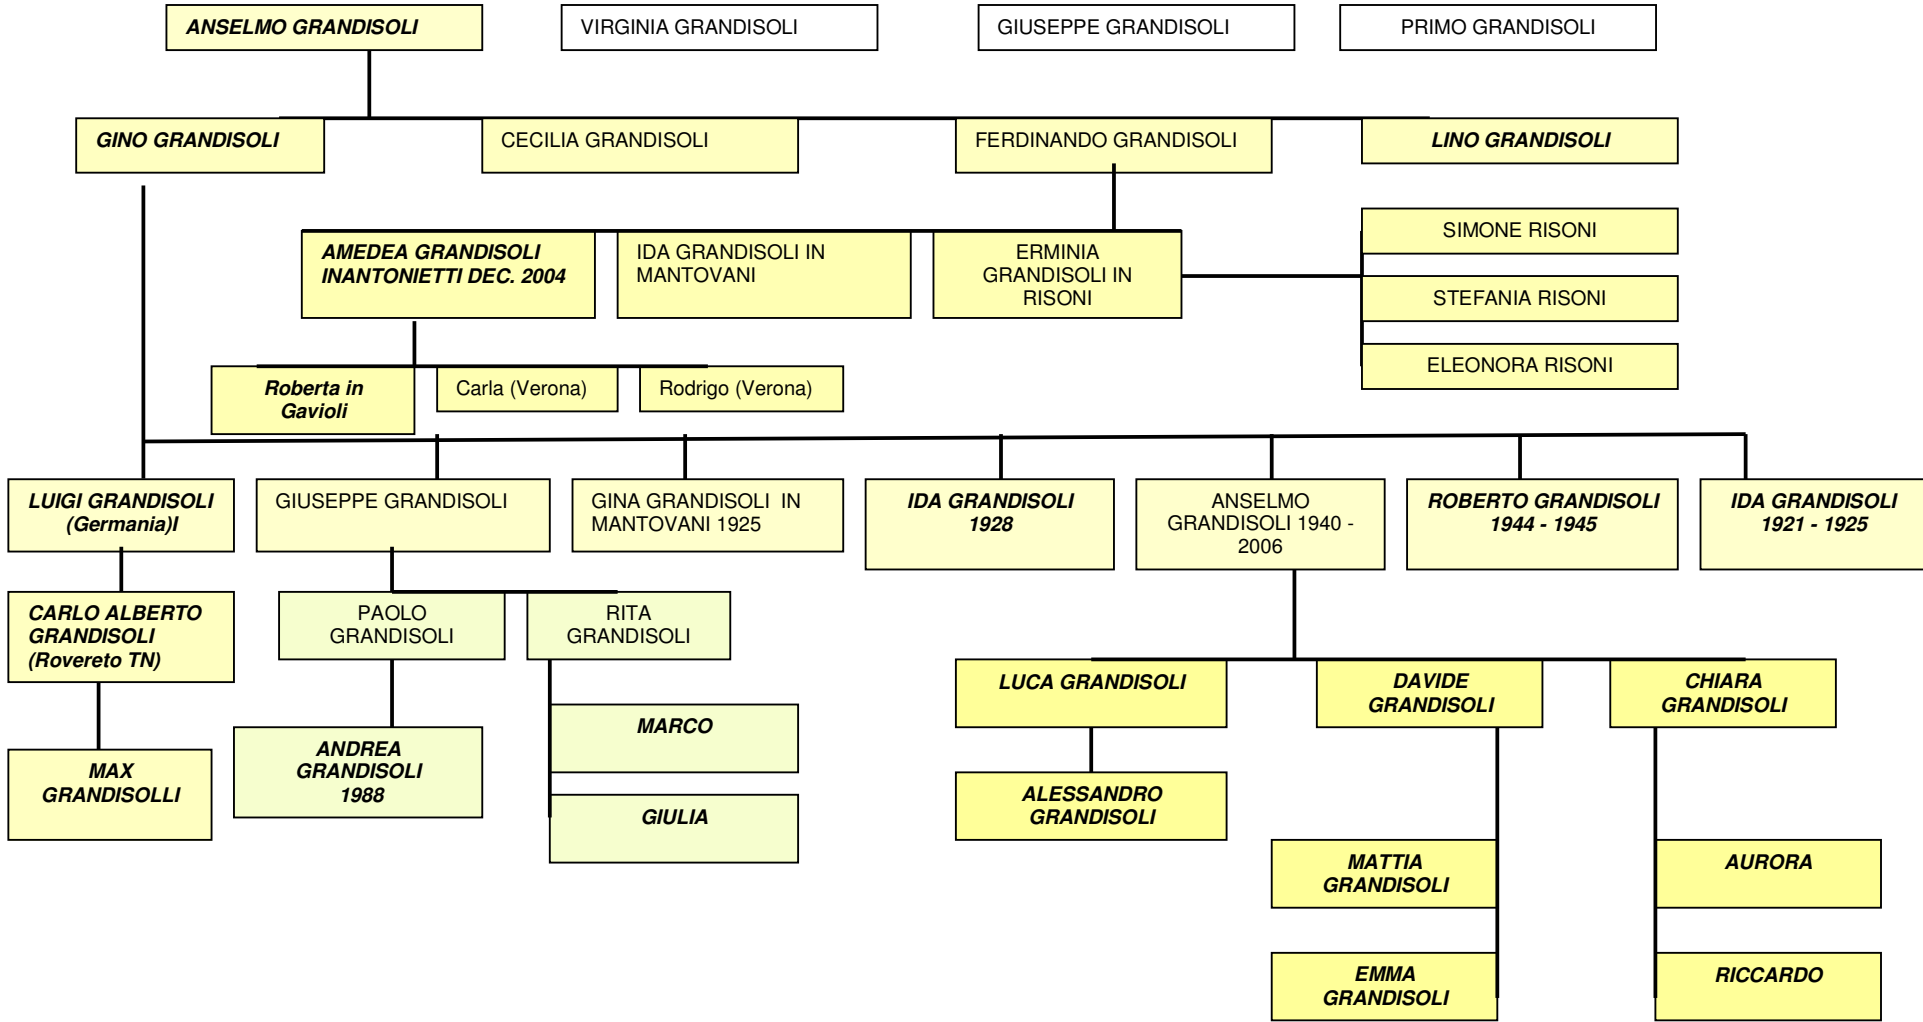 ANSELMO GRANDISOLI
VIRGINIA GRANDISOLI
GIUSEPPE GRANDISOLI
PRIMO GRANDISOLI
GINO GRANDISOLI
CECILIA GRANDISOLI
FERDINANDO GRANDISOLI
LINO GRANDISOLI
AMEDEA GRANDISOLI
INANTONIETTI DEC. 2004
IDA GRANDISOLI IN
MANTOVANI
ERMINIA
GRANDISOLI IN
RISONI
SIMONE RISONI
STEFANIA RISONI
ELEONORA RISONI
Roberta in
Gavioli
Carla (Verona)
Rodrigo (Verona)
LUIGI GRANDISOLI
(Germania)I
GIUSEPPE GRANDISOLI
GINA GRANDISOLI  IN
MANTOVANI 1925
IDA GRANDISOLI
1928
ANSELMO
GRANDISOLI 1940 -
2006
ROBERTO GRANDISOLI
1944 - 1945
IDA GRANDISOLI
1921 - 1925
CARLO ALBERTO
GRANDISOLI
(Rovereto TN)
PAOLO
GRANDISOLI
RITA
GRANDISOLI
LUCA GRANDISOLI
DAVIDE
GRANDISOLI
CHIARA
GRANDISOLI
MAX
GRANDISOLLI
ANDREA
GRANDISOLI
1988
MARCO
GIULIA
ALESSANDRO
GRANDISOLI
MATTIA
GRANDISOLI
AURORA
EMMA
GRANDISOLI
RICCARDO